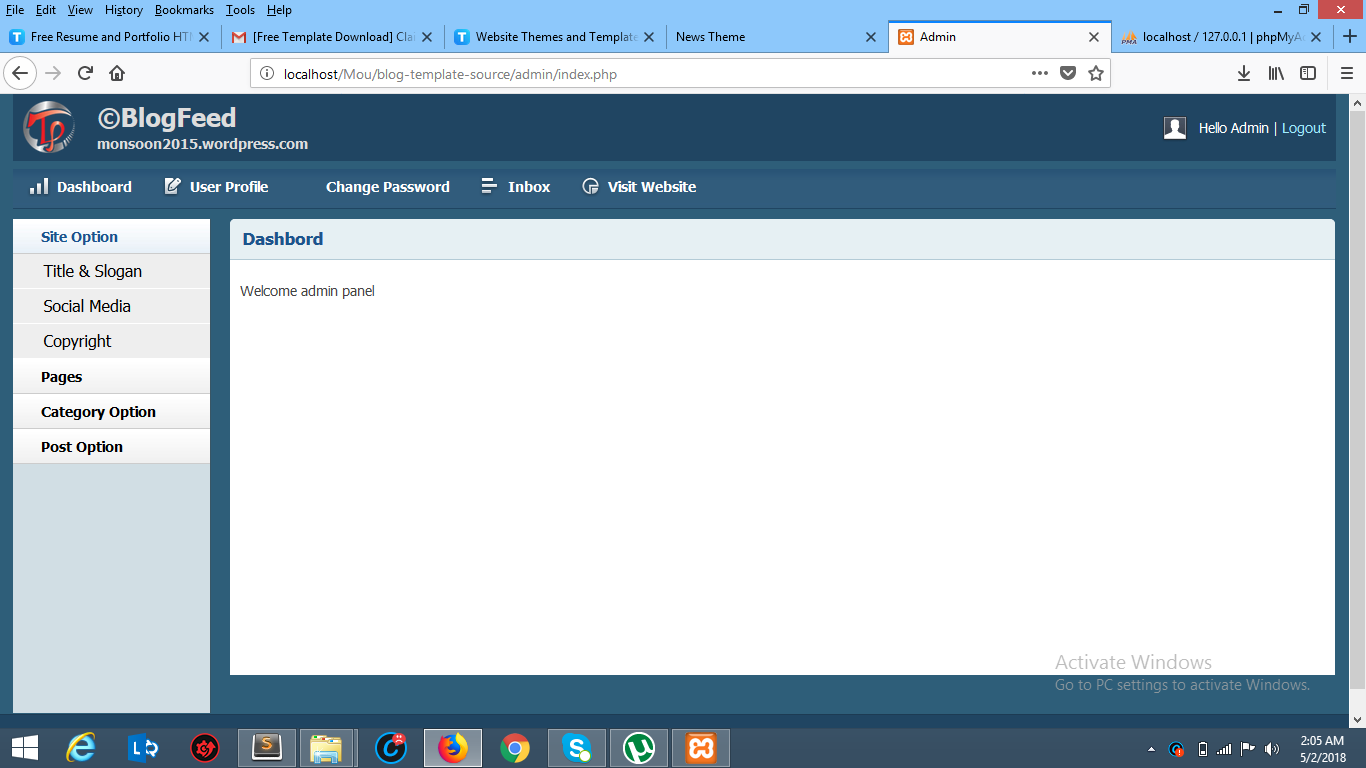 File Edit View History Bookmarks Tools Help
Free Resume and Portfolio HTM
[Free Template Download] Clai
Website Themes and Template
News Theme
Admin
localhost / 127.0.0.1 | phpMyAd
localhost/Mou/blog-template-source/admin/index.php
©BlogFeed
monsoon2015.wordpress.com
Hello Admin | Logout
Dashboard User Profile Change Password Inbox Visit Website
Site Option
Title & Slogan
Social Media
Copyright
Pages
Category Option
Post Option
Dashbord
Welcome admin panel
Activate Windows
Go to PC settings to activate Windows.
2:05 AM
5/2/2018